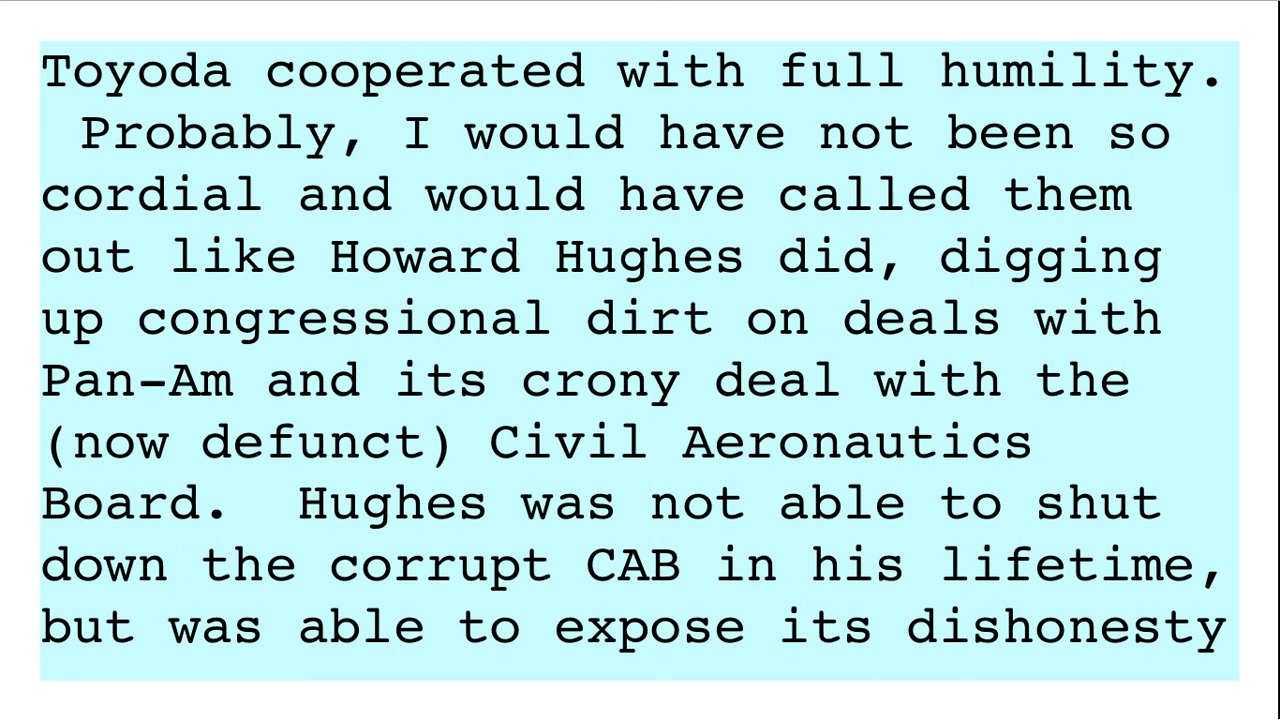 Toyoda cooperated with full humility.
Probably, I would have not been so
cordial and would have called them
out like Howard Hughes did, digging
up congressional dirt on deals with
Pan-Am and its crony deal with the
(now defunct) Civil Aeronautics
Board.  Hughes was not able to shut
down the corrupt CAB in his lifetime,
but was able to expose its dishonesty